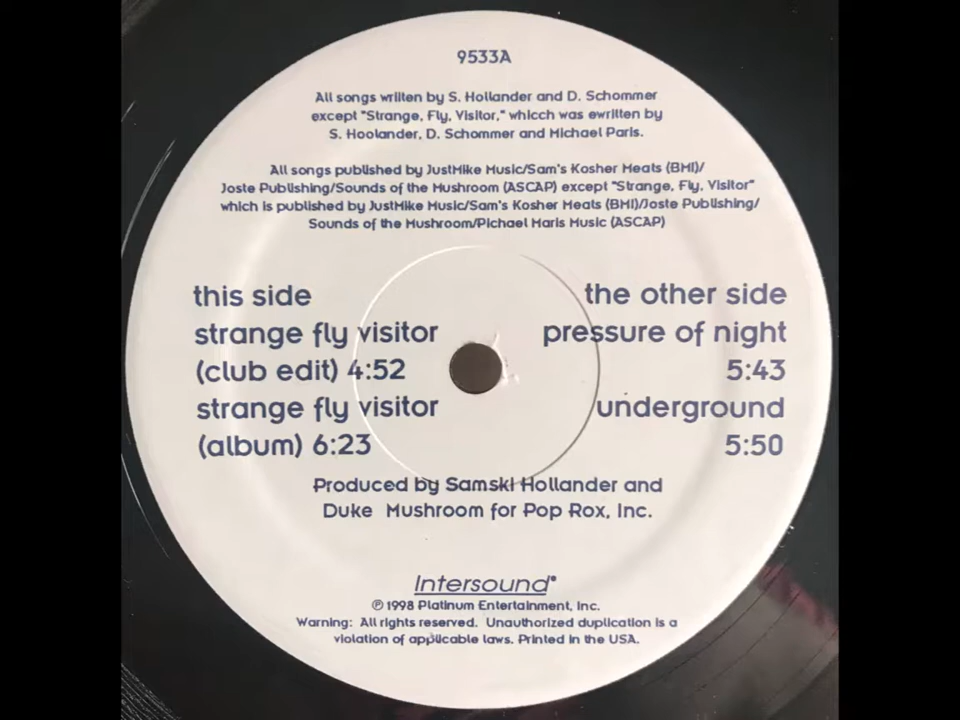 9533A
All songs wriiten by S. Hollander and D. Schommer
except "Strange, Fly, Visitor," whicch was ewritten by
S. Hoolander, D. Schommer and Michael Paris.
All songs published by JustMike Music/Sam's Kosher Meats (BMI)/
Joste Publishing/Sounds of the Mushroom (ASCAP) except "Strange, Fly, Visitor"
which is published by JustMike Music/Sam's Kosher Meats (BMI)/Joste Publishing/
Sounds of the Mushroom/Pichael Maris Music (ASCAP)
this side
strange fly visitor
(club edit) 4:52
strange fly visitor
(album) 6:23
the other side
pressure of night
5:43
underground
5:50
Produced by Samski Hollander and
Duke Mushroom for Pop Rox, Inc.
Intersound®
℗ 1998 Platinum Entertainment, Inc.
Warning: All rights reserved. Unauthorized duplication is a
violation of applicable laws. Printed in the USA.